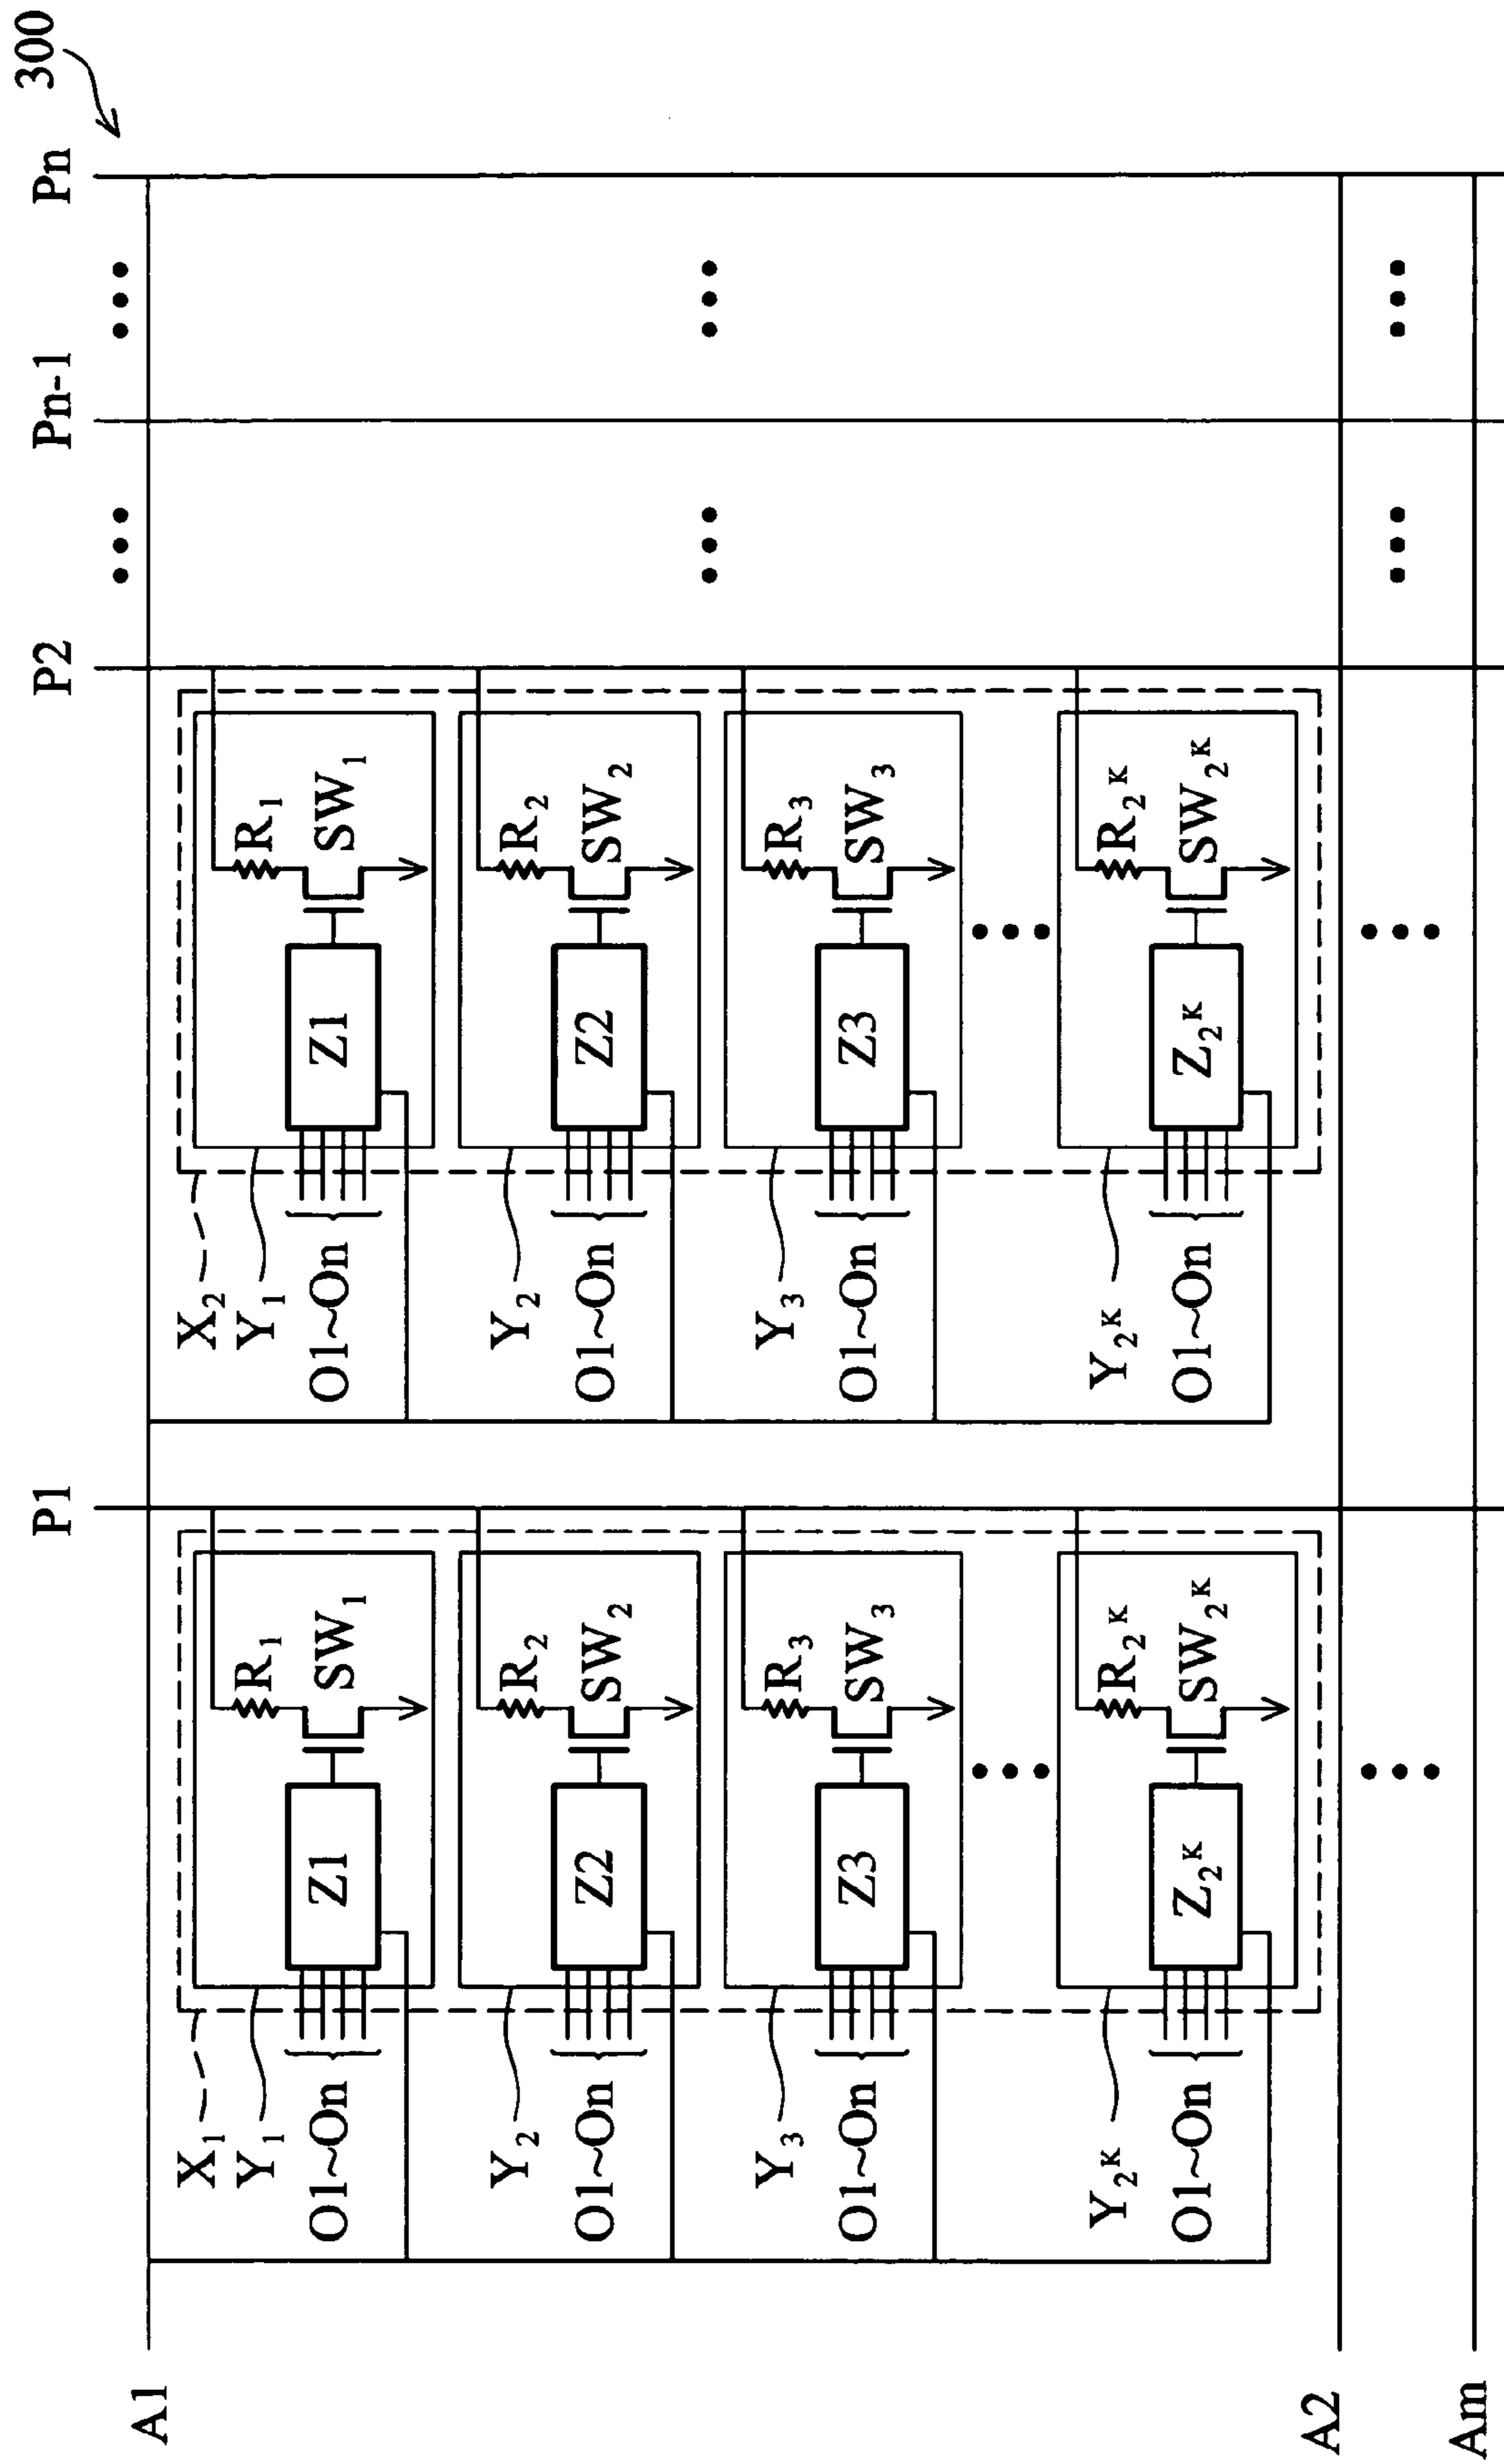 300
P1 P2 Pn-1 Pn
A1
X₁
Y₁
O1~On
Z1
R₁
SW₁
Y₂
O1~On
Z2
R₂
SW₂
Y₃
O1~On
Z3
R₃
SW₃
Y₂ᴷ
O1~On
Z₂ᴷ
R₂ᴷ
SW₂ᴷ
X₂
Y₁
O1~On
Z1
R₁
SW₁
Y₂
O1~On
Z2
R₂
SW₂
Y₃
O1~On
Z3
R₃
SW₃
Y₂ᴷ
O1~On
Z₂ᴷ
R₂ᴷ
SW₂ᴷ
A2
Am